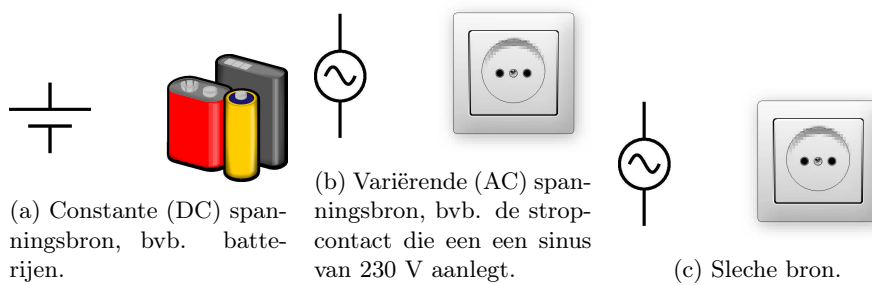 (a) Constante (DC) span-
ningsbron, bvb. batte-
rijen.
(b) Variërende (AC) span-
ningsbron, bvb. de strop-
contact die een een sinus
van 230 V aanlegt.
(c) Sleche bron.